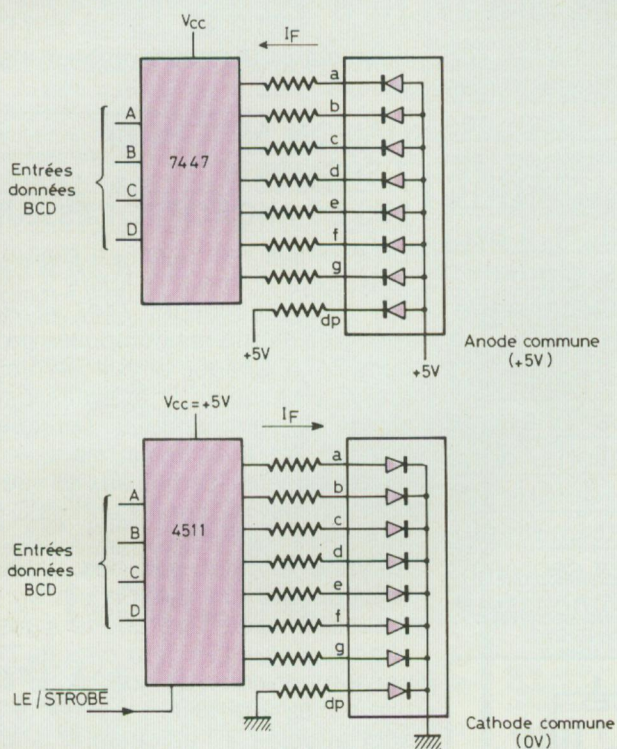 Vcc
IF
a
b
A
c
B
7447
d
Entrées
données
BCD
C
e
D
f
g
dp
+5V
+5V
Anode commune
(+5V)
Vcc = +5V
IF
a
b
A
c
B
4511
d
Entrées
données
BCD
C
e
D
f
g
LE / STROBE
dp
Cathode commune
(0V)